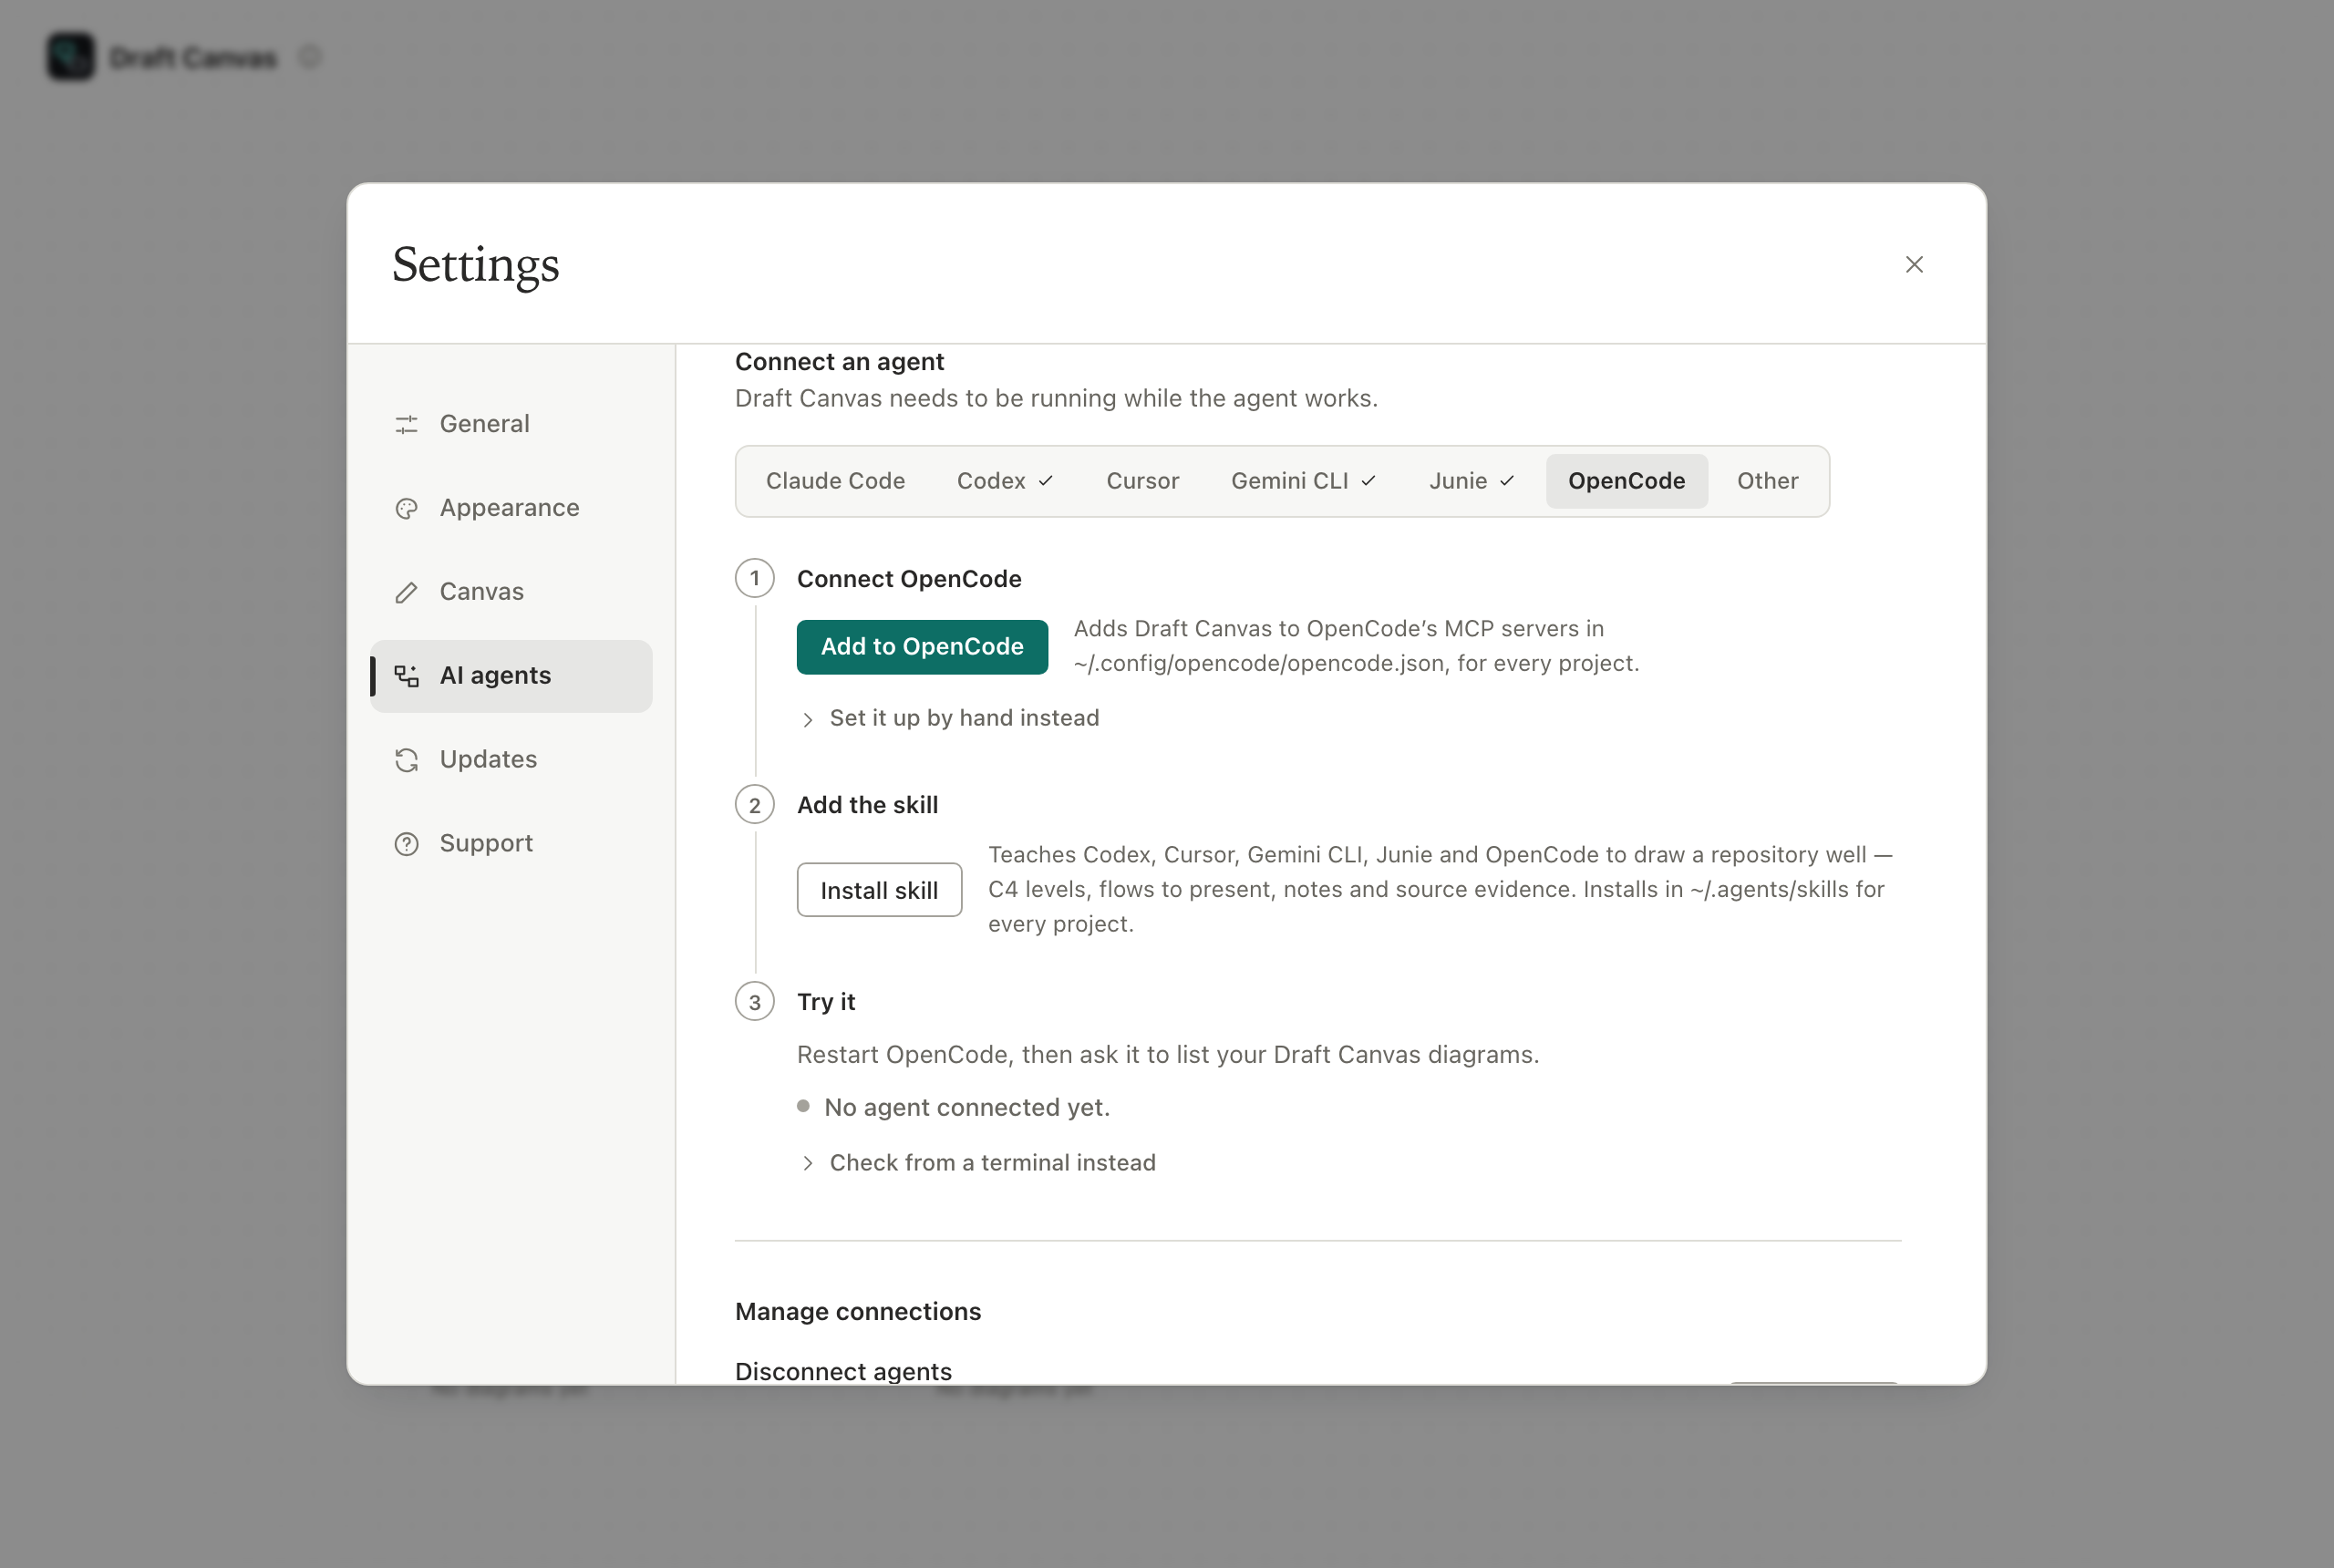 Draft Canvas
Settings
General
Appearance
Canvas
AI agents
Updates
Support
Connect an agent
Draft Canvas needs to be running while the agent works.
Claude Code
Codex
Cursor
Gemini CLI
Junie
OpenCode
Other
1
Connect OpenCode
Add to OpenCode
Adds Draft Canvas to OpenCode’s MCP servers in
~/.config/opencode/opencode.json, for every project.
Set it up by hand instead
2
Add the skill
Install skill
Teaches Codex, Cursor, Gemini CLI, Junie and OpenCode to draw a repository well —
C4 levels, flows to present, notes and source evidence. Installs in ~/.agents/skills for
every project.
3
Try it
Restart OpenCode, then ask it to list your Draft Canvas diagrams.
No agent connected yet.
Check from a terminal instead
Manage connections
Disconnect agents